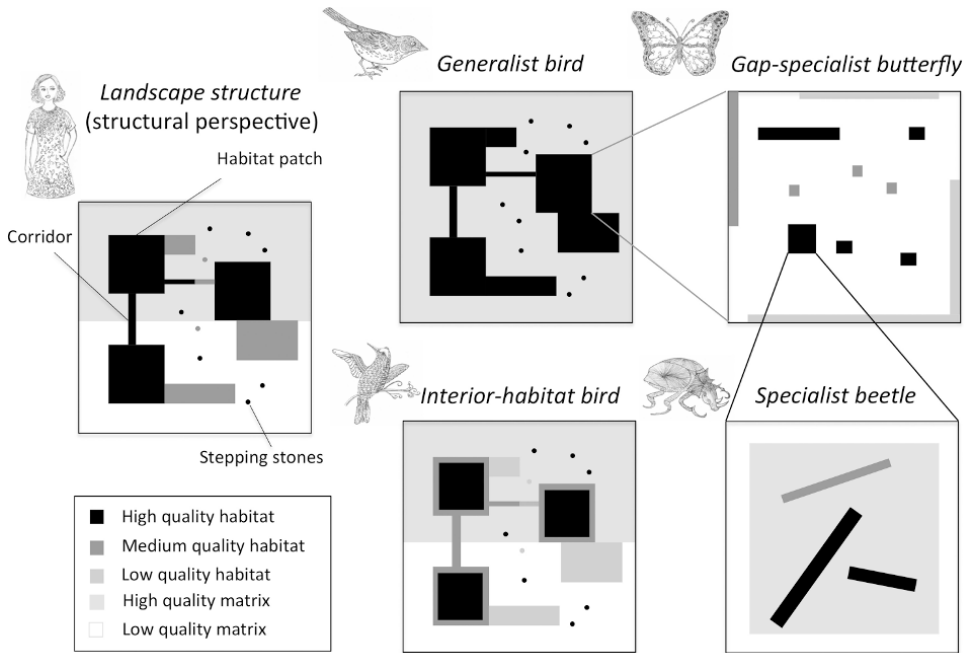 Landscape structure
(structural perspective)
Habitat patch
Corridor
Stepping stones
High quality habitat
Medium quality habitat
Low quality habitat
High quality matrix
Low quality matrix
Generalist bird
Gap-specialist butterfly
Interior-habitat bird
Specialist beetle